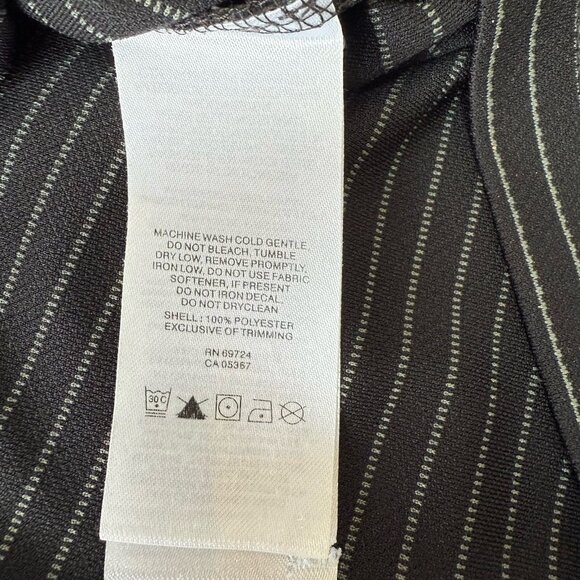 MACHINE WASH COLD GENTLE,
DO NOT BLEACH, TUMBLE
DRY LOW, REMOVE PROMPTLY,
IRON LOW, DO NOT USE FABRIC
SOFTENER, IF PRESENT
DO NOT IRON DECAL.
DO NOT DRYCLEAN
SHELL: 100% POLYESTER
EXCLUSIVE OF TRIMMING
RN 69724
CA 05367
30 C